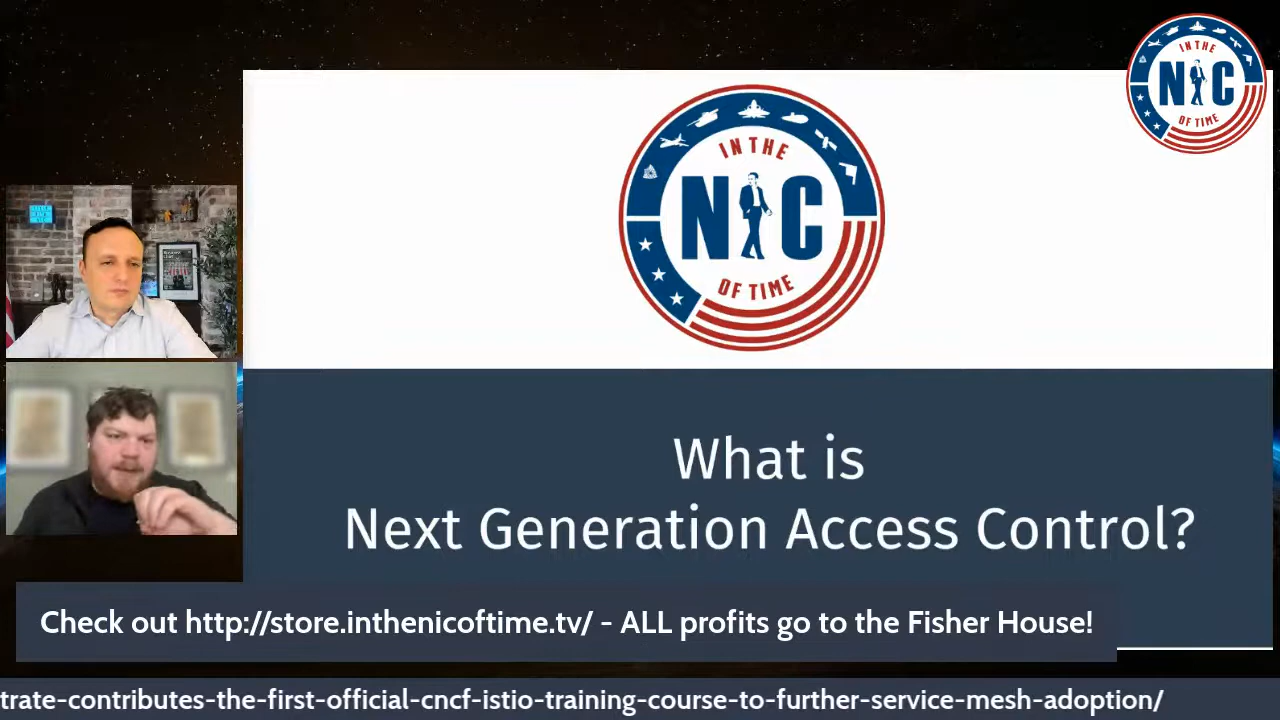 IN THE
NIC
OF TIME
IN THE
NIC
OF TIME
What is
Next Generation Access Control?
Check out http://store.inthenicoftime.tv/ - ALL profits go to the Fisher House!
trate-contributes-the-first-official-cncf-istio-training-course-to-further-service-mesh-adoption/